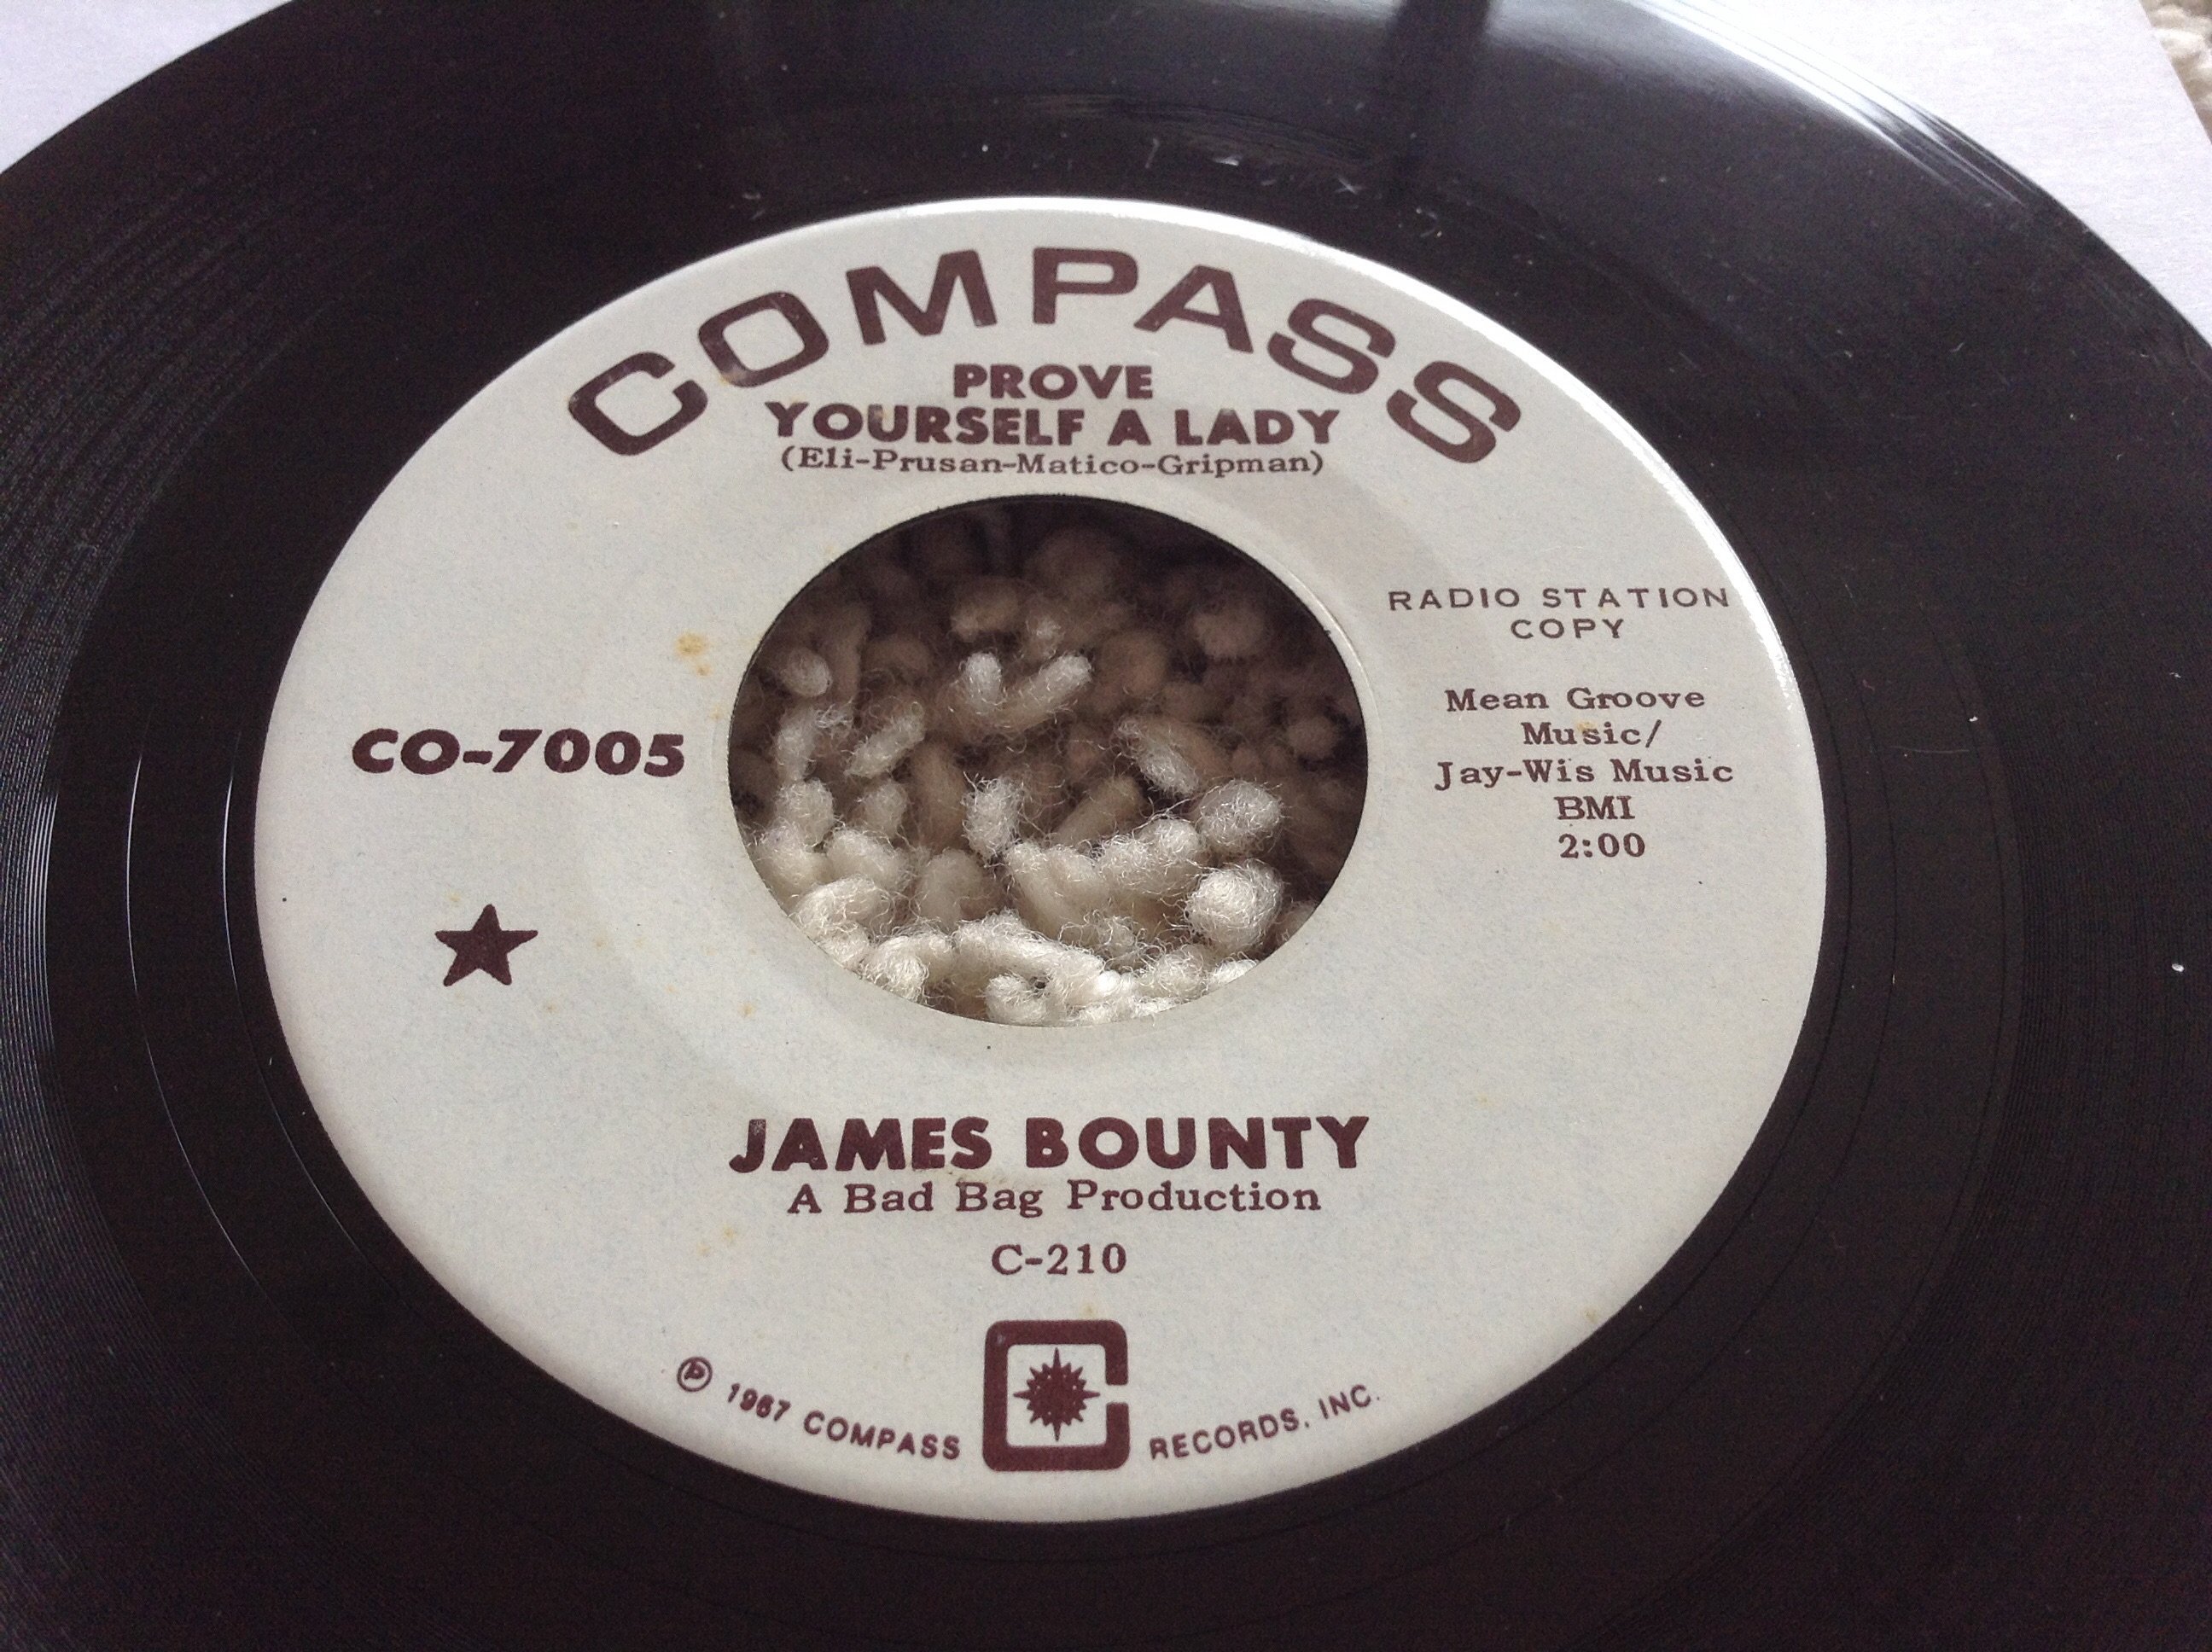 COMPASS
PROVE
YOURSELF A LADY
(Eli-Prusan-Matico-Gripman)
RADIO STATION
COPY
Mean Groove
Music/
Jay-Wis Music
BMI
2:00
CO-7005
JAMES BOUNTY
A Bad Bag Production
C-210
Ⓟ 1967 COMPASS RECORDS, INC.